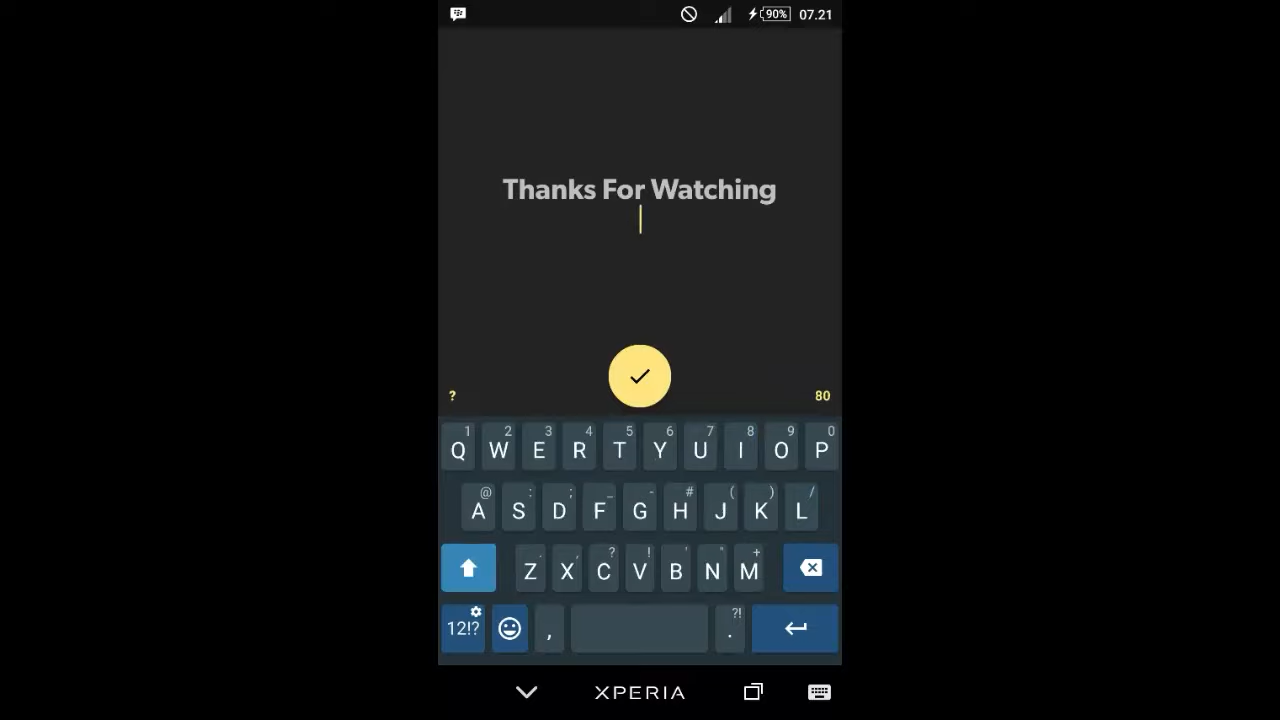 90% 07.21
Thanks For Watching
? 80
1 2 3 4 5 6 7 8 9 0
Q W E R T Y U I O P
@ : ; _ - # ( ) /
A S D F G H J K L
? ! ' " +
Z X C V B N M
12!? , . ?!
XPERIA